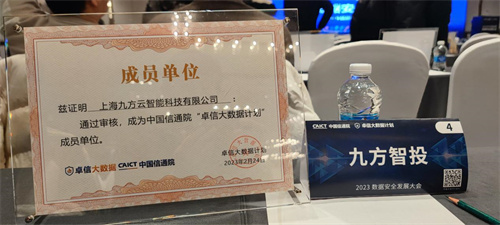 成员单位
兹证明 上海九方云智能科技有限公司 :
通过审核，成为中国信通院“卓信大数据计划”
成员单位。
卓信大数据 CAICT 中国信通院
卓信大数据计划
2023年2月24日
CAICT 中国信通院 卓信大数据计划
4
九方智投
2023 数据安全发展大会